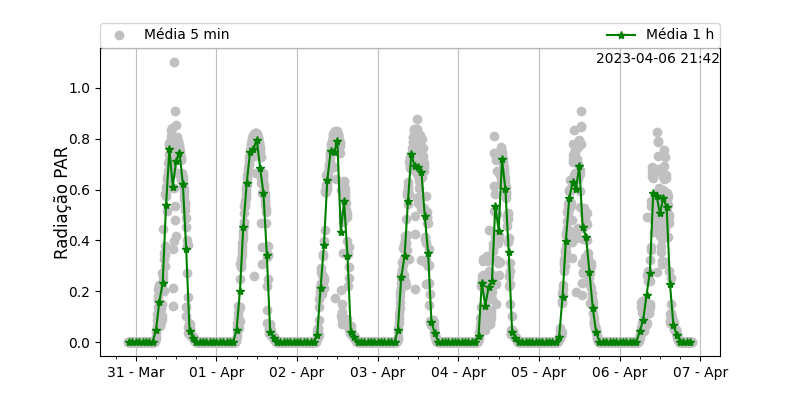 Média 5 min
Média 1 h
2023-04-06 21:42
Radiação PAR
1.0
0.8
0.6
0.4
0.2
0.0
31 - Mar
01 - Apr
02 - Apr
03 - Apr
04 - Apr
05 - Apr
06 - Apr
07 - Apr